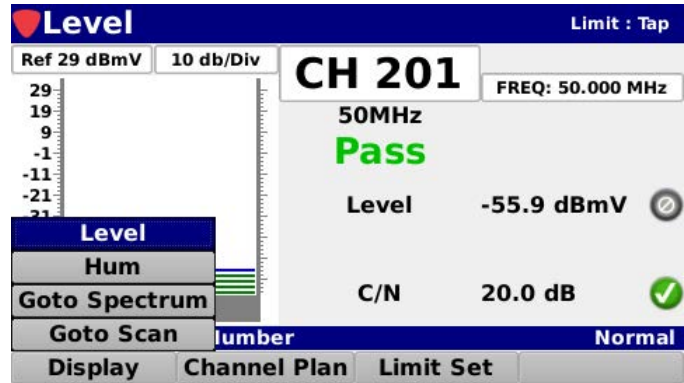 Level
Limit : Tap
Ref 29 dBmV
10 db/Div
CH 201
FREQ: 50.000 MHz
29
19
9
-1
-11
-21
50MHz
Pass
Level -55.9 dBmV
C/N 20.0 dB
Level
Hum
Goto Spectrum
Goto Scan
Normal
Display Channel Plan Limit Set